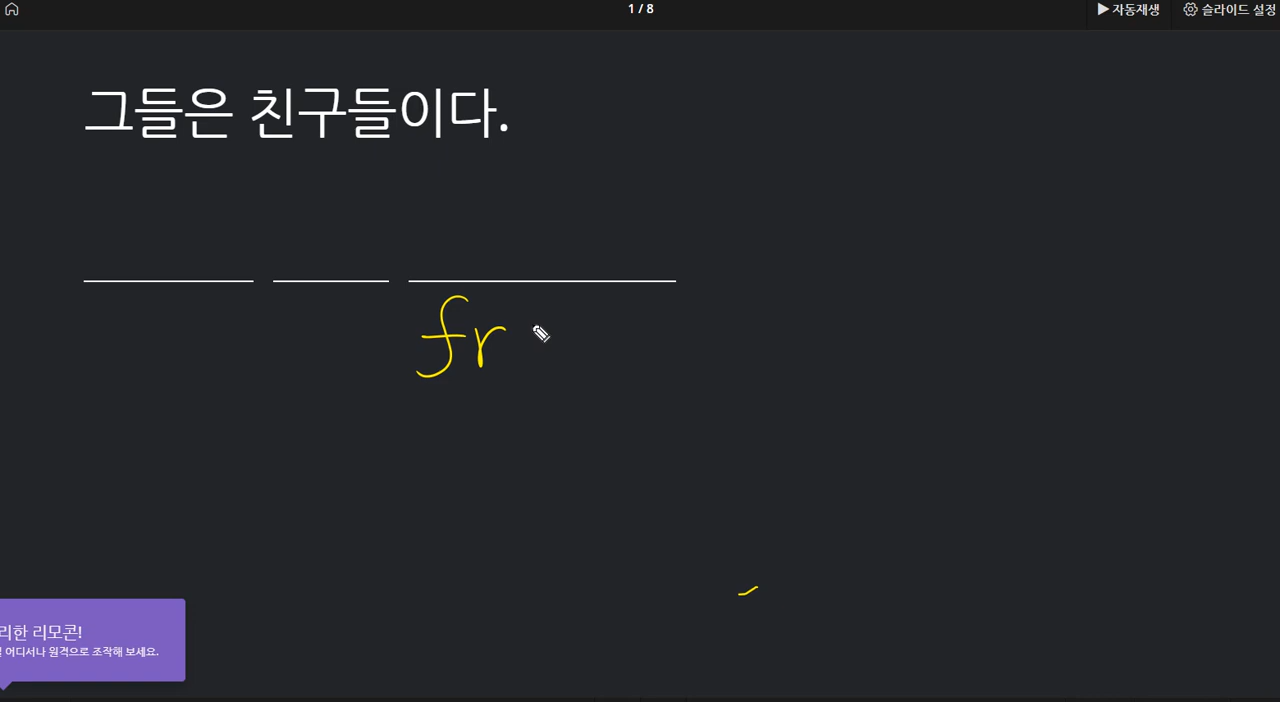 1 / 8
자동재생
슬라이드 설정
그들은 친구들이다.
fr
리한 리모콘!
어디서나 원격으로 조작해 보세요.